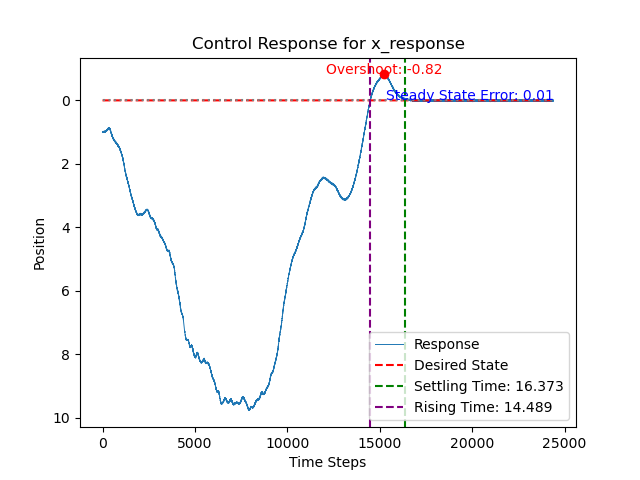 Control Response for x_response
Overshoot: -0.82
Steady State Error: 0.01
0
2
4
6
8
10
Position
Response
Desired State
Settling Time: 16.373
Rising Time: 14.489
0
5000
10000
15000
20000
25000
Time Steps